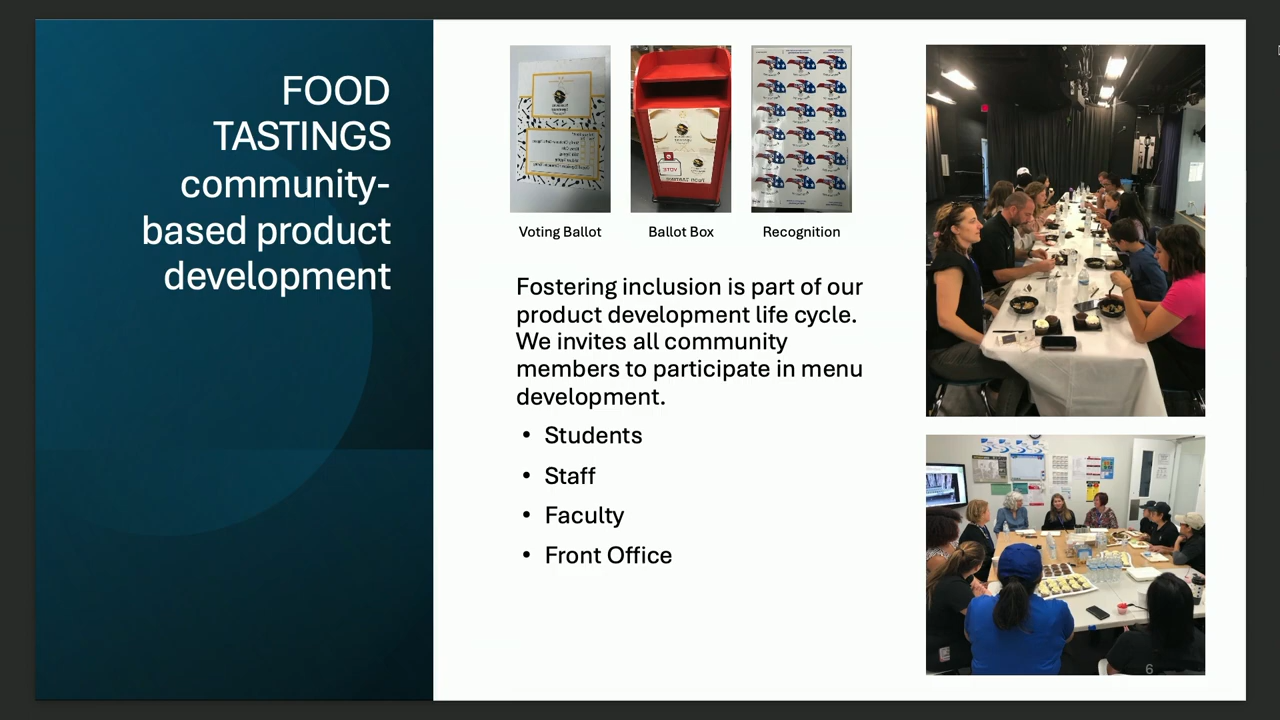 FOOD
TASTINGS
community-
based product
development
Voting Ballot
Ballot Box
Recognition
Fostering inclusion is part of our
product development life cycle.
We invites all community
members to participate in menu
development.
• Students
• Staff
• Faculty
• Front Office
VOTE
6